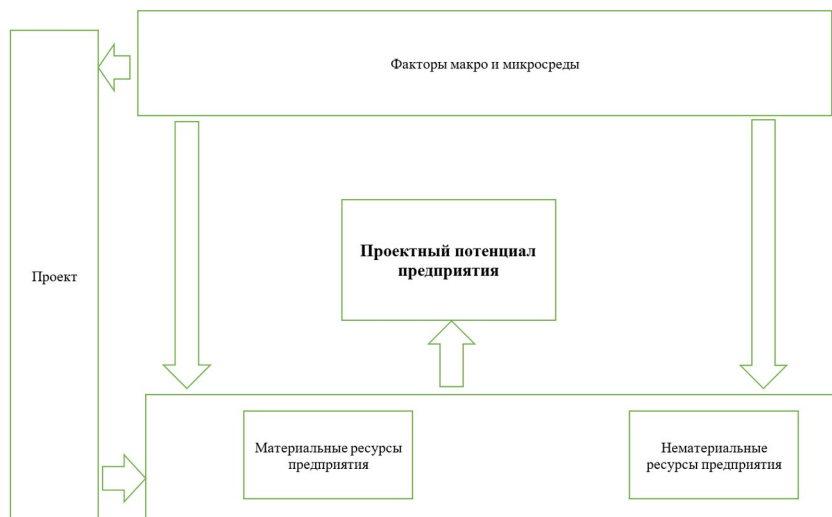 Факторы макро и микросреды
Проектный потенциал
предприятия
Проект
Материальные ресурсы
предприятия
Нематериальные
ресурсы предприятия